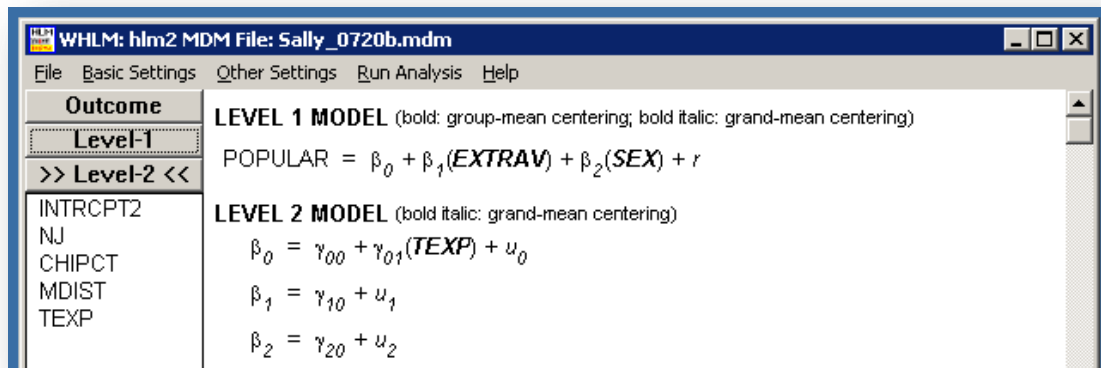 WHLM: hlm2 MDM File: Sally_0720b.mdm
File Basic Settings Other Settings Run Analysis Help
Outcome
Level-1
>> Level-2 <<
INTRCPT2
NJ
CHIPCT
MDIST
TEXP
LEVEL 1 MODEL (bold: group-mean centering; bold italic: grand-mean centering)
POPULAR = β0 + β1(EXTRAV) + β2(SEX) + r
LEVEL 2 MODEL (bold italic: grand-mean centering)
β0 = γ00 + γ01(TEXP) + u0
β1 = γ10 + u1
β2 = γ20 + u2